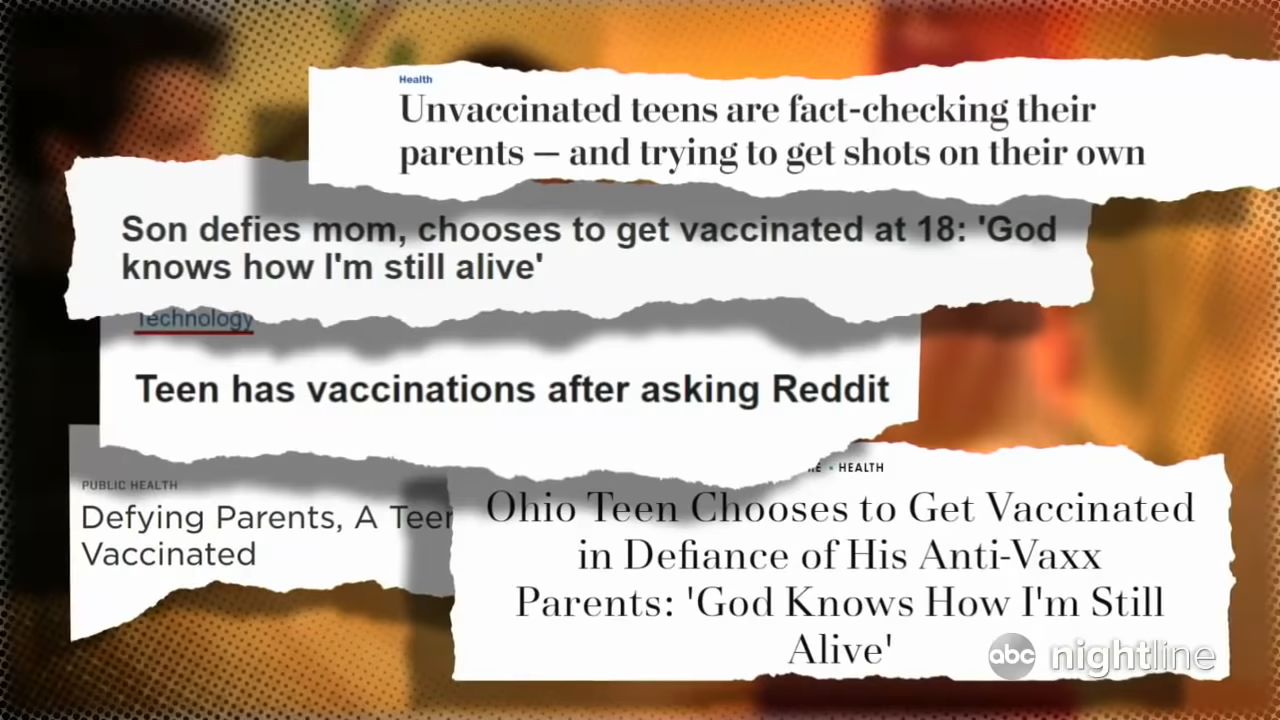 Health
Unvaccinated teens are fact-checking their
parents — and trying to get shots on their own
Son defies mom, chooses to get vaccinated at 18: 'God
knows how I'm still alive'
Technology
Teen has vaccinations after asking Reddit
PUBLIC HEALTH
Defying Parents, A Teen
Vaccinated
• HEALTH
Ohio Teen Chooses to Get Vaccinated
in Defiance of His Anti-Vaxx
Parents: 'God Knows How I'm Still
Alive'
abc nightline